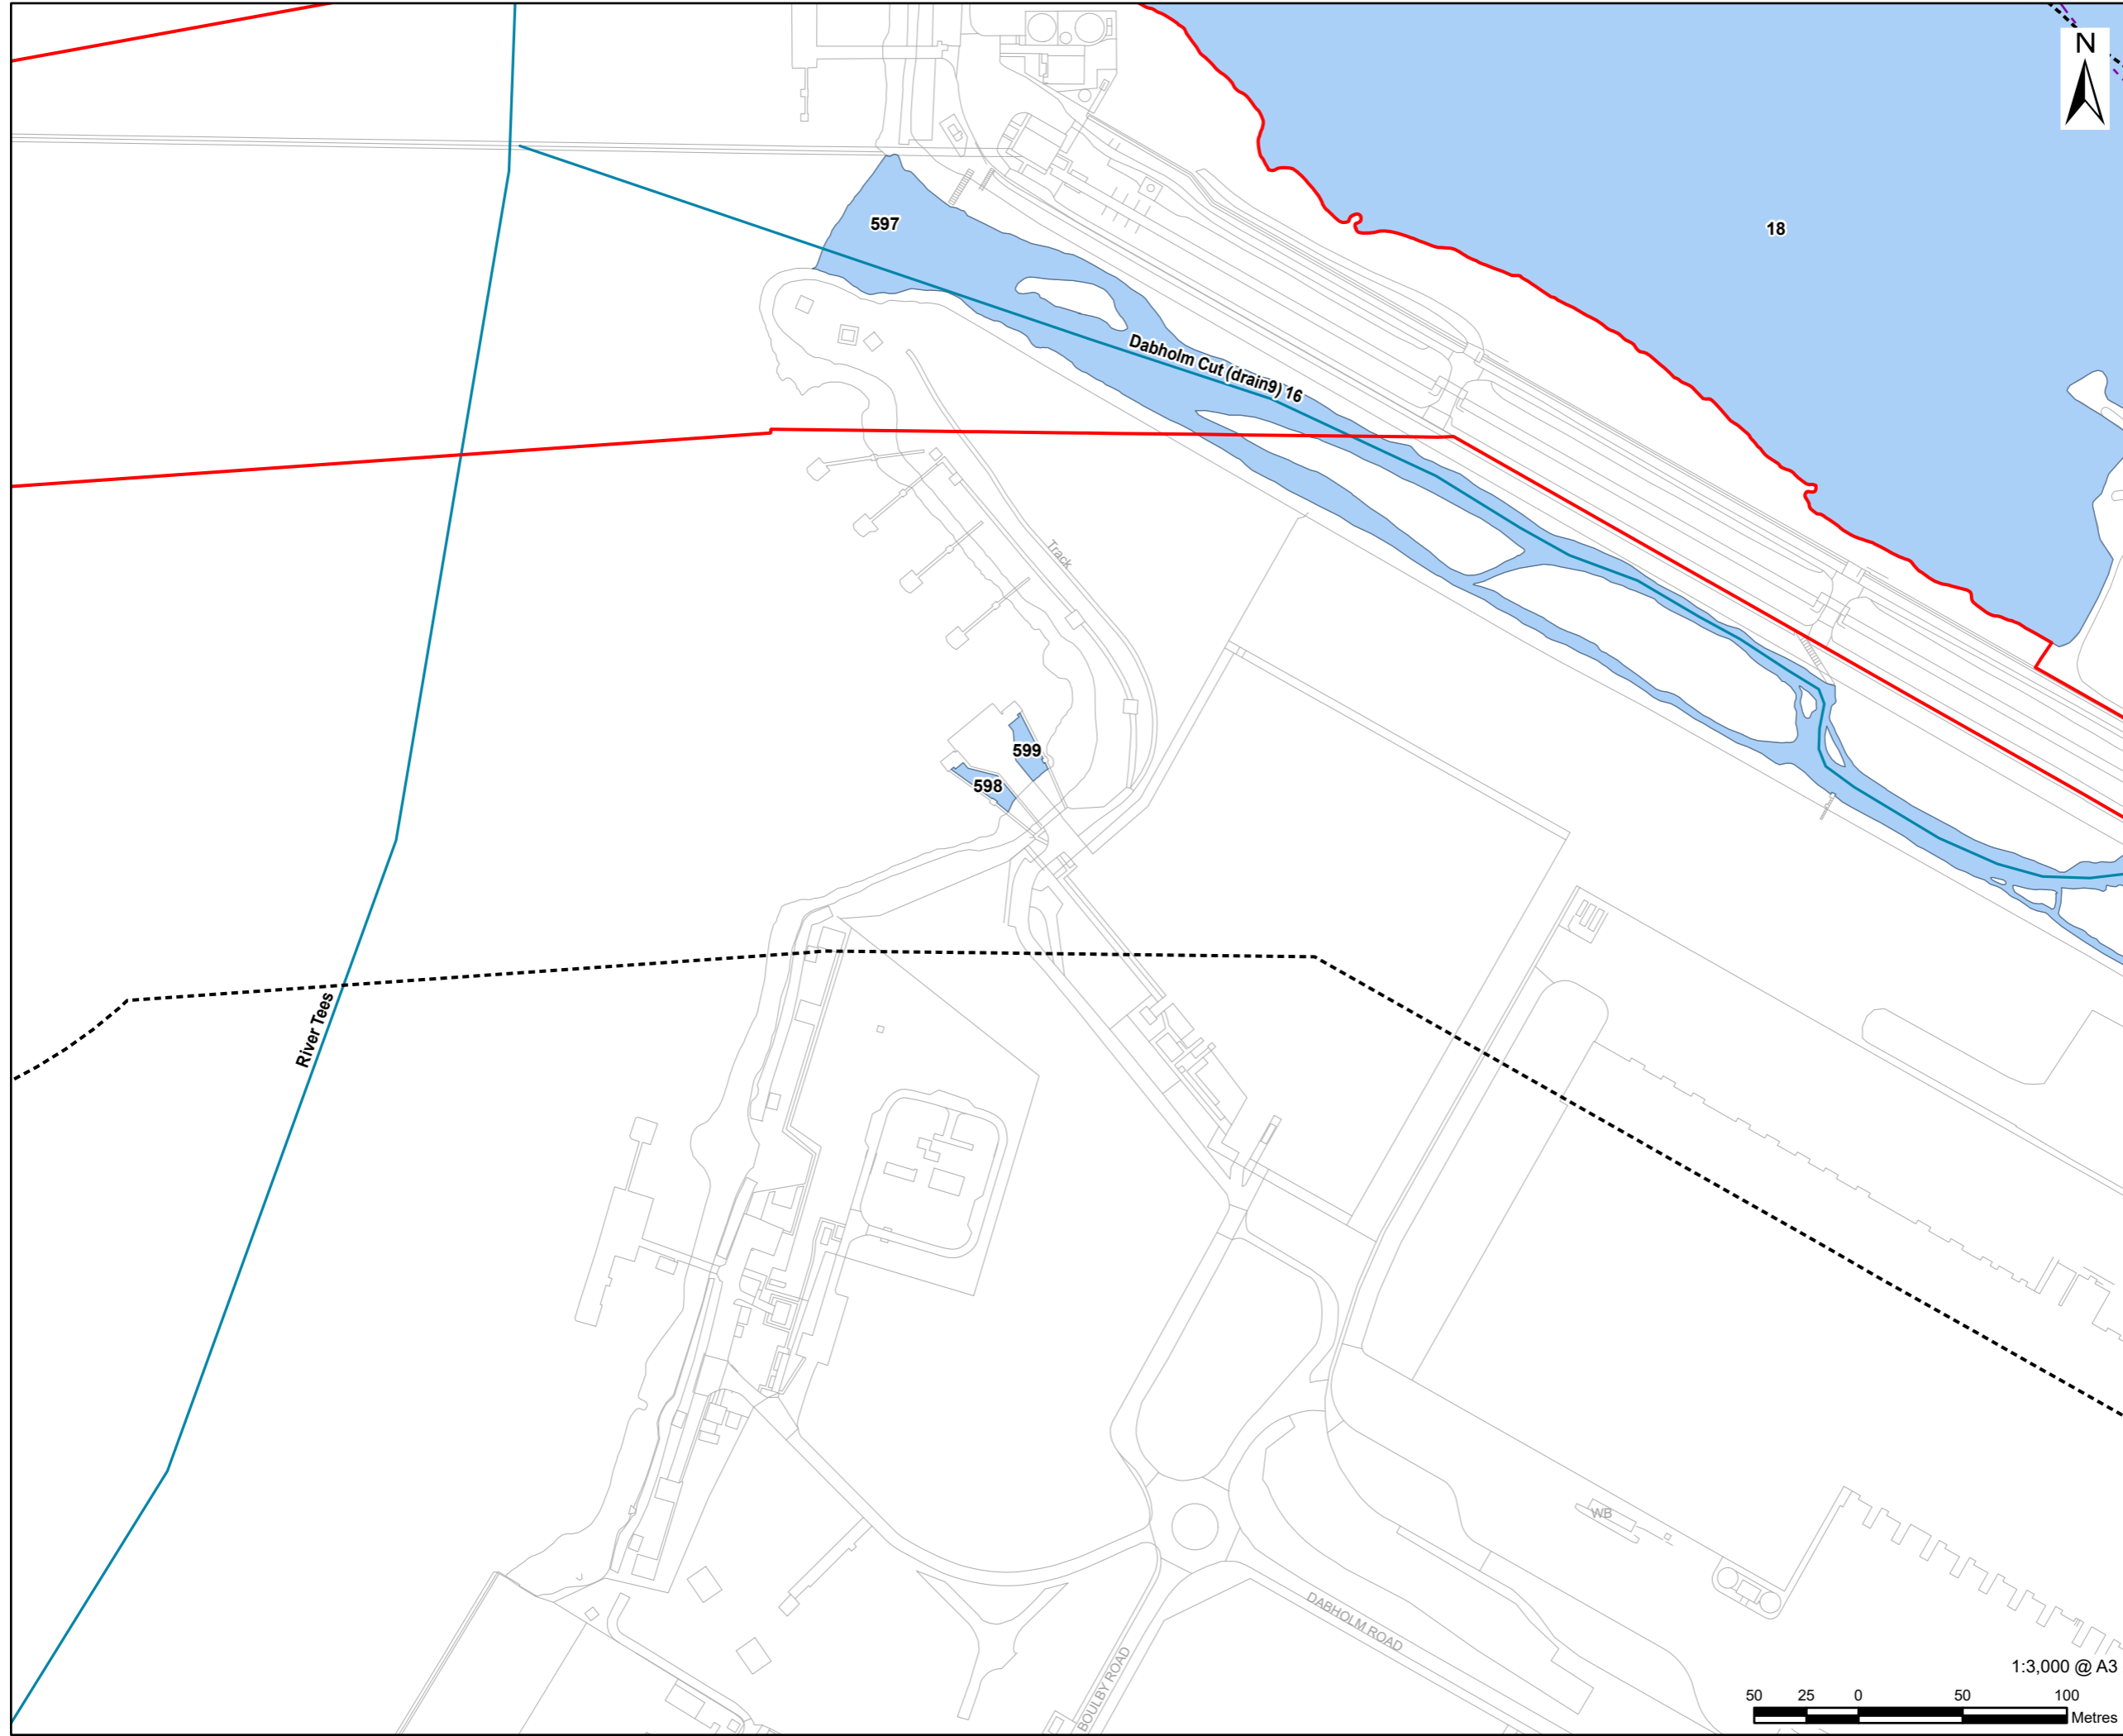 N
18
597
Dabholm Cut (drain9) 16
Track
599
598
River Tees
WB
DABHOLM ROAD
BOULBY ROAD
1:3,000 @ A3
50 25 0 50 100
Metres